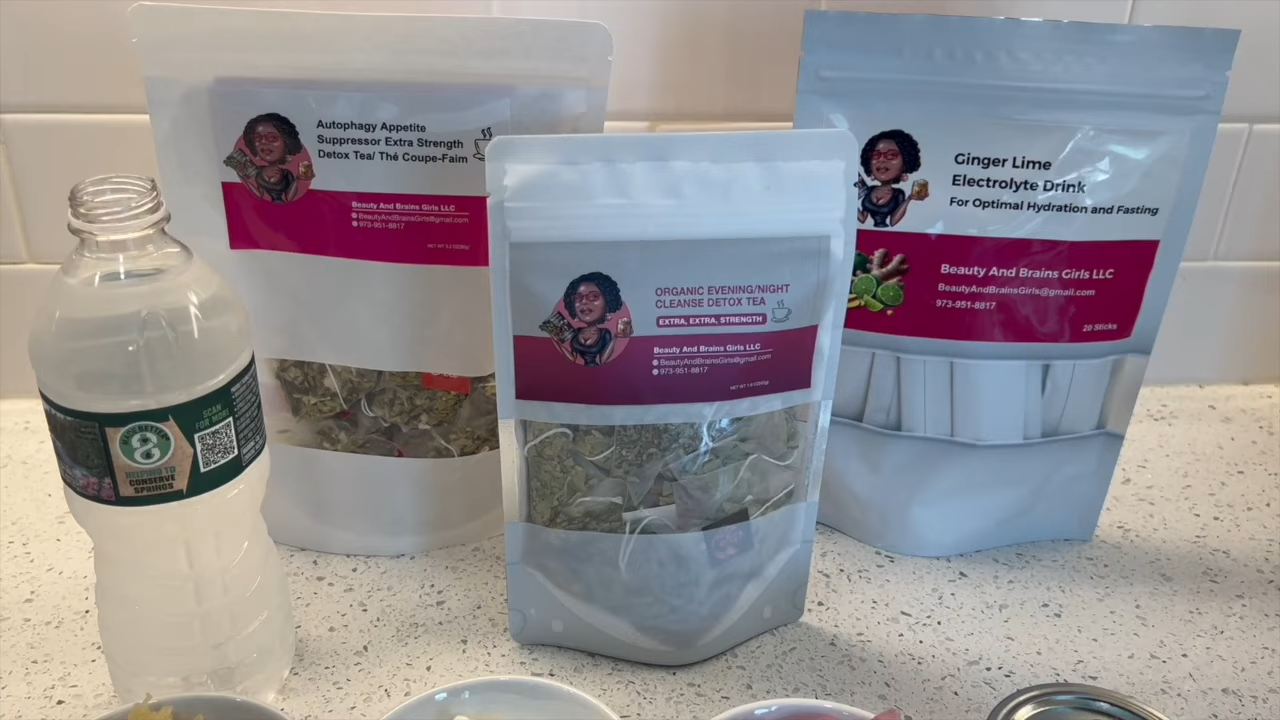 Autophagy Appetite
Suppressor Extra Strength
Detox Tea/ Thé Coupe-Faim
Beauty And Brains Girls LLC
BeautyAndBrainsGirls@gmail.com
973-951-8817
ORGANIC EVENING/NIGHT
CLEANSE DETOX TEA
EXTRA, EXTRA, STRENGTH
Beauty And Brains Girls LLC
BeautyAndBrainsGirls@gmail.com
973-951-8817
Ginger Lime
Electrolyte Drink
For Optimal Hydration and Fasting
Beauty And Brains Girls LLC
BeautyAndBrainsGirls@gmail.com
973-951-8817
20 Sticks
SCAN
FOR MORE
HELPING TO
CONSERVE
SPRINGS